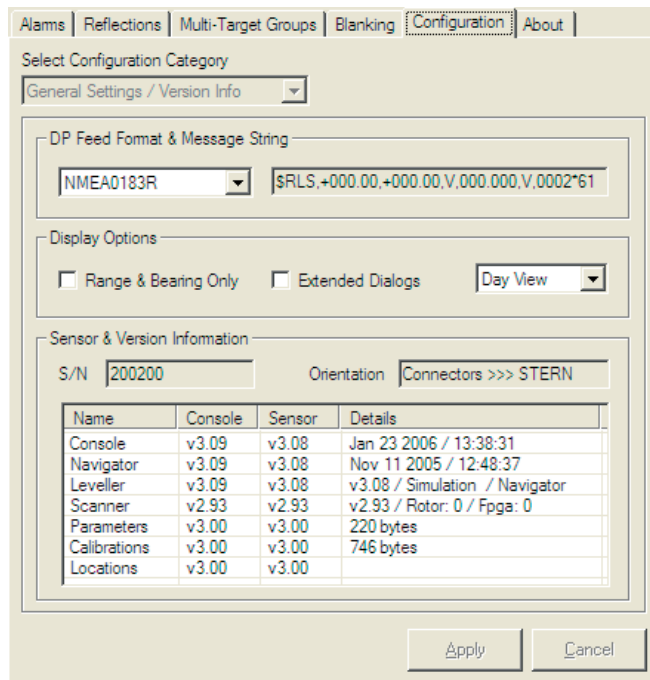 Alarms Reflections Multi-Target Groups Blanking Configuration About
Select Configuration Category
General Settings / Version Info
DP Feed Format & Message String
NMEA0183R $RLS,+000.00,+000.00,V,000.000,V,0002*61
Display Options
Range & Bearing Only Extended Dialogs Day View
Sensor & Version Information
S/N 200200 Orientation Connectors >>> STERN
Name Console Sensor Details
Console v3.09 v3.08 Jan 23 2006 / 13:38:31
Navigator v3.09 v3.08 Nov 11 2005 / 12:48:37
Leveller v3.09 v3.08 v3.08 / Simulation / Navigator
Scanner v2.93 v2.93 v2.93 / Rotor: 0 / Fpga: 0
Parameters v3.00 v3.00 220 bytes
Calibrations v3.00 v3.00 746 bytes
Locations v3.00 v3.00
Apply Cancel